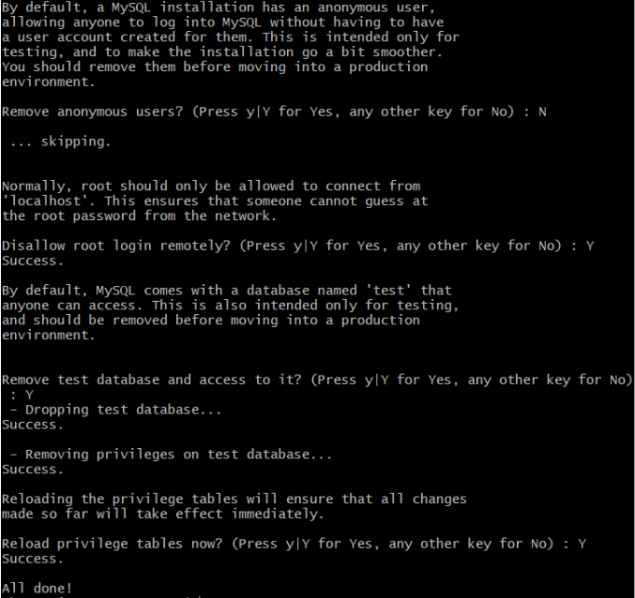 By default, a MySQL installation has an anonymous user,
allowing anyone to log into MySQL without having to have
a user account created for them. This is intended only for
testing, and to make the installation go a bit smoother.
You should remove them before moving into a production
environment.
Remove anonymous users? (Press y|Y for Yes, any other key for No) : N
... skipping.
Normally, root should only be allowed to connect from
'localhost'. This ensures that someone cannot guess at
the root password from the network.
Disallow root login remotely? (Press y|Y for Yes, any other key for No) : Y
Success.
By default, MySQL comes with a database named 'test' that
anyone can access. This is also intended only for testing,
and should be removed before moving into a production
environment.
Remove test database and access to it? (Press y|Y for Yes, any other key for No)
: Y
- Dropping test database...
Success.
- Removing privileges on test database...
Success.
Reloading the privilege tables will ensure that all changes
made so far will take effect immediately.
Reload privilege tables now? (Press y|Y for Yes, any other key for No) : Y
Success.
All done!